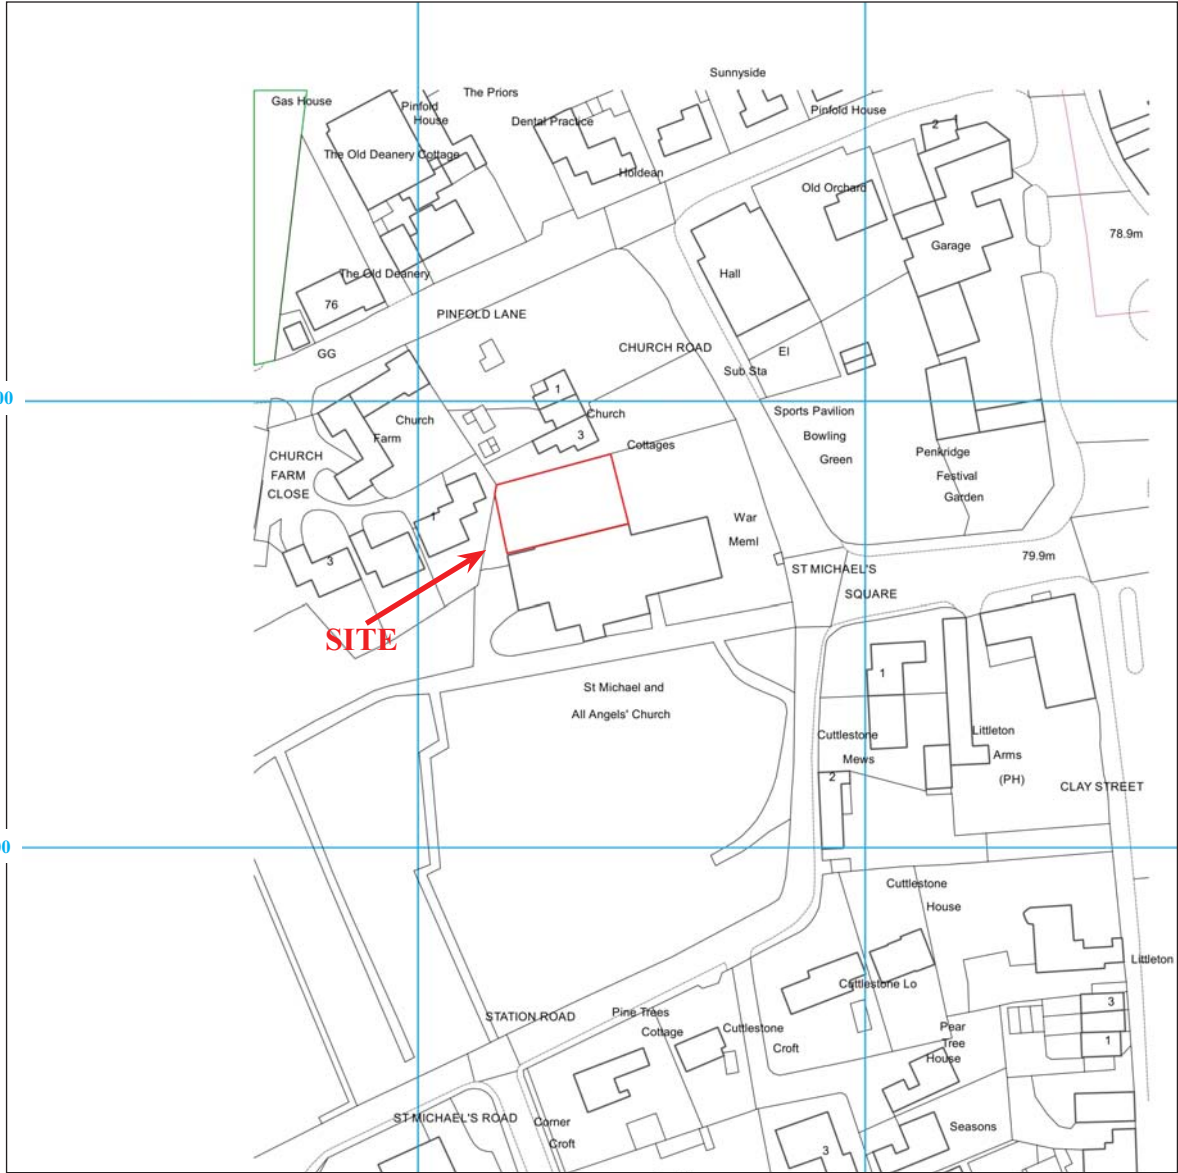 Sunnyside
The Priors
Gas House
Pinfold
House
Pinfold House
Dental Practice
2
The Old Deanery Cottage
Holdean
Old Orchard
78.9m
Garage
Hall
The Old Deanery
76
PINFOLD LANE
CHURCH ROAD
El
Sub Sta
GG
1
00
Church
Church
Farm
3
Cottages
Sports Pavilion
Bowling
Green
Penkridge
Festival
Garden
CHURCH
FARM
CLOSE
1
War
Meml
3
79.9m
ST MICHAEL'S
SQUARE
SITE
1
St Michael and
All Angels' Church
Cuttlestone
Mews
Littleton
Arms
(PH)
2
CLAY STREET
00
Cuttlestone
House
Littleton
Cuttlestone Lo
3
STATION ROAD
Pine Trees
Cottage
Cuttlestone
Croft
Pear
Tree
House
1
ST MICHAEL'S ROAD
Corner
Croft
Seasons
3